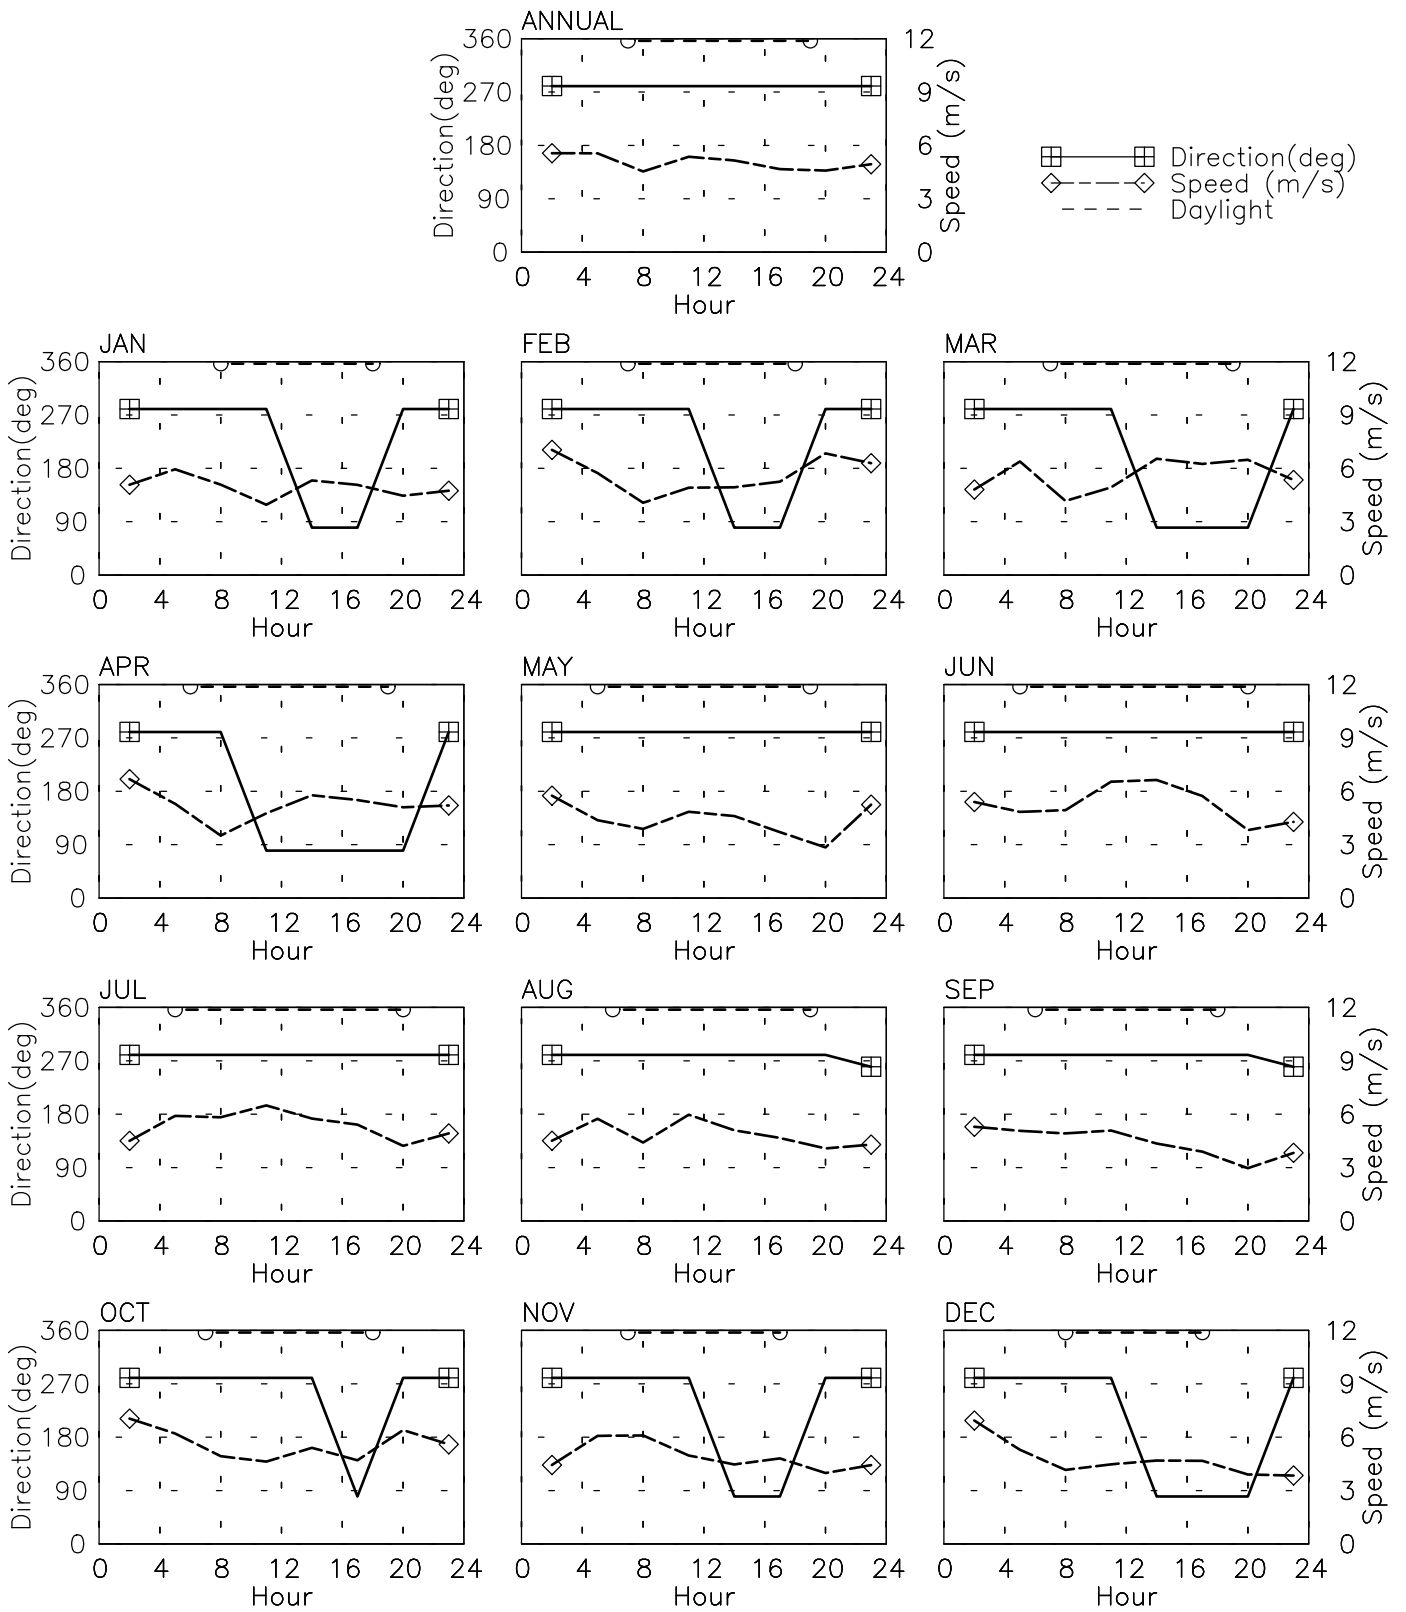 ANNUAL
360 12
270 9
180 6
90 3
0 0
Direction(deg)
Speed (m/s)
0 4 8 12 16 20 24
Hour
Direction(deg)
Speed (m/s)
Daylight
JAN FEB MAR
360 12
270 9
180 6
90 3
0 0
Direction(deg)
Speed (m/s)
0 4 8 12 16 20 24 0 4 8 12 16 20 24 0 4 8 12 16 20 24
Hour Hour Hour
APR MAY JUN
360 12
270 9
180 6
90 3
0 0
Direction(deg)
Speed (m/s)
0 4 8 12 16 20 24 0 4 8 12 16 20 24 0 4 8 12 16 20 24
Hour Hour Hour
JUL AUG SEP
360 12
270 9
180 6
90 3
0 0
Direction(deg)
Speed (m/s)
0 4 8 12 16 20 24 0 4 8 12 16 20 24 0 4 8 12 16 20 24
Hour Hour Hour
OCT NOV DEC
360 12
270 9
180 6
90 3
0 0
Direction(deg)
Speed (m/s)
0 4 8 12 16 20 24 0 4 8 12 16 20 24 0 4 8 12 16 20 24
Hour Hour Hour